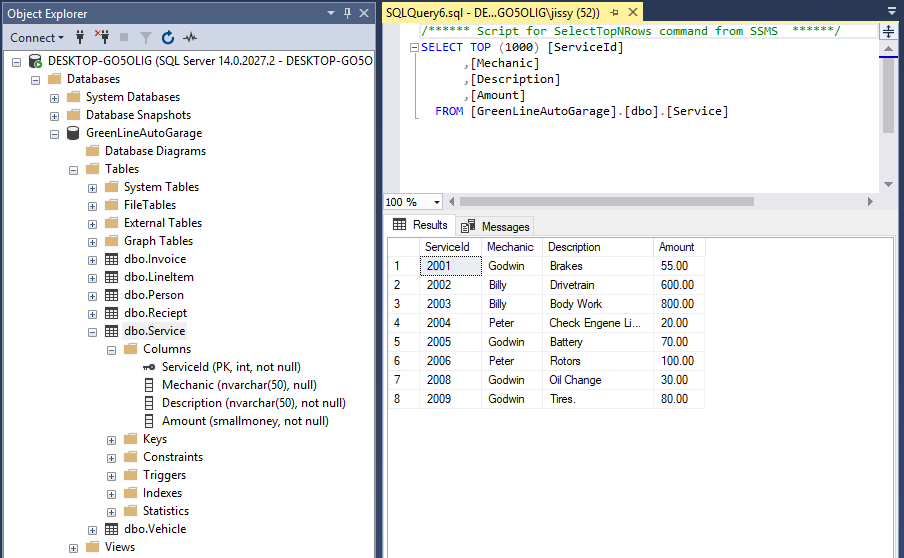 Object Explorer
Connect
DESKTOP-GO5OLIG (SQL Server 14.0.2027.2 - DESKTOP-GO5O
Databases
System Databases
Database Snapshots
GreenLineAutoGarage
Database Diagrams
Tables
System Tables
FileTables
External Tables
Graph Tables
dbo.Invoice
dbo.LineItem
dbo.Person
dbo.Reciept
dbo.Service
Columns
ServiceId (PK, int, not null)
Mechanic (nvarchar(50), null)
Description (nvarchar(50), not null)
Amount (smallmoney, not null)
Keys
Constraints
Triggers
Indexes
Statistics
dbo.Vehicle
Views
SQLQuery6.sql - DE...GO5OLIG\jissy (52))
/****** Script for SelectTopNRows command from SSMS ******/
SELECT TOP (1000) [ServiceId]
,[Mechanic]
,[Description]
,[Amount]
FROM [GreenLineAutoGarage].[dbo].[Service]
100 %
Results Messages
ServiceId Mechanic Description Amount
1 2001 Godwin Brakes 55.00
2 2002 Billy Drivetrain 600.00
3 2003 Billy Body Work 800.00
4 2004 Peter Check Engene Li... 20.00
5 2005 Godwin Battery 70.00
6 2006 Peter Rotors 100.00
7 2008 Godwin Oil Change 30.00
8 2009 Godwin Tires. 80.00